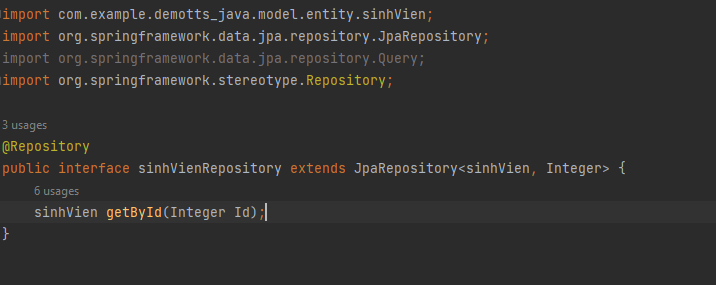 import com.example.demotts_java.model.entity.sinhVien;
import org.springframework.data.jpa.repository.JpaRepository;
import org.springframework.data.jpa.repository.Query;
import org.springframework.stereotype.Repository;
3 usages
@Repository
public interface sinhVienRepository extends JpaRepository<sinhVien, Integer> {
6 usages
sinhVien getById(Integer Id);
}